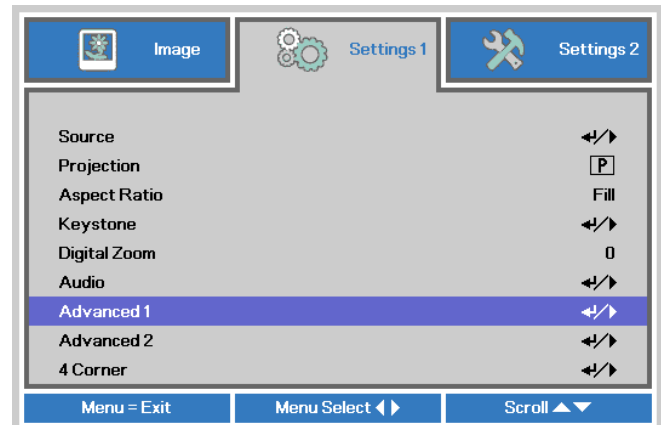 Image Settings 1 Settings 2
Source
Projection P
Aspect Ratio Fill
Keystone
Digital Zoom 0
Audio
Advanced 1
Advanced 2
4 Corner
Menu = Exit Menu Select Scroll